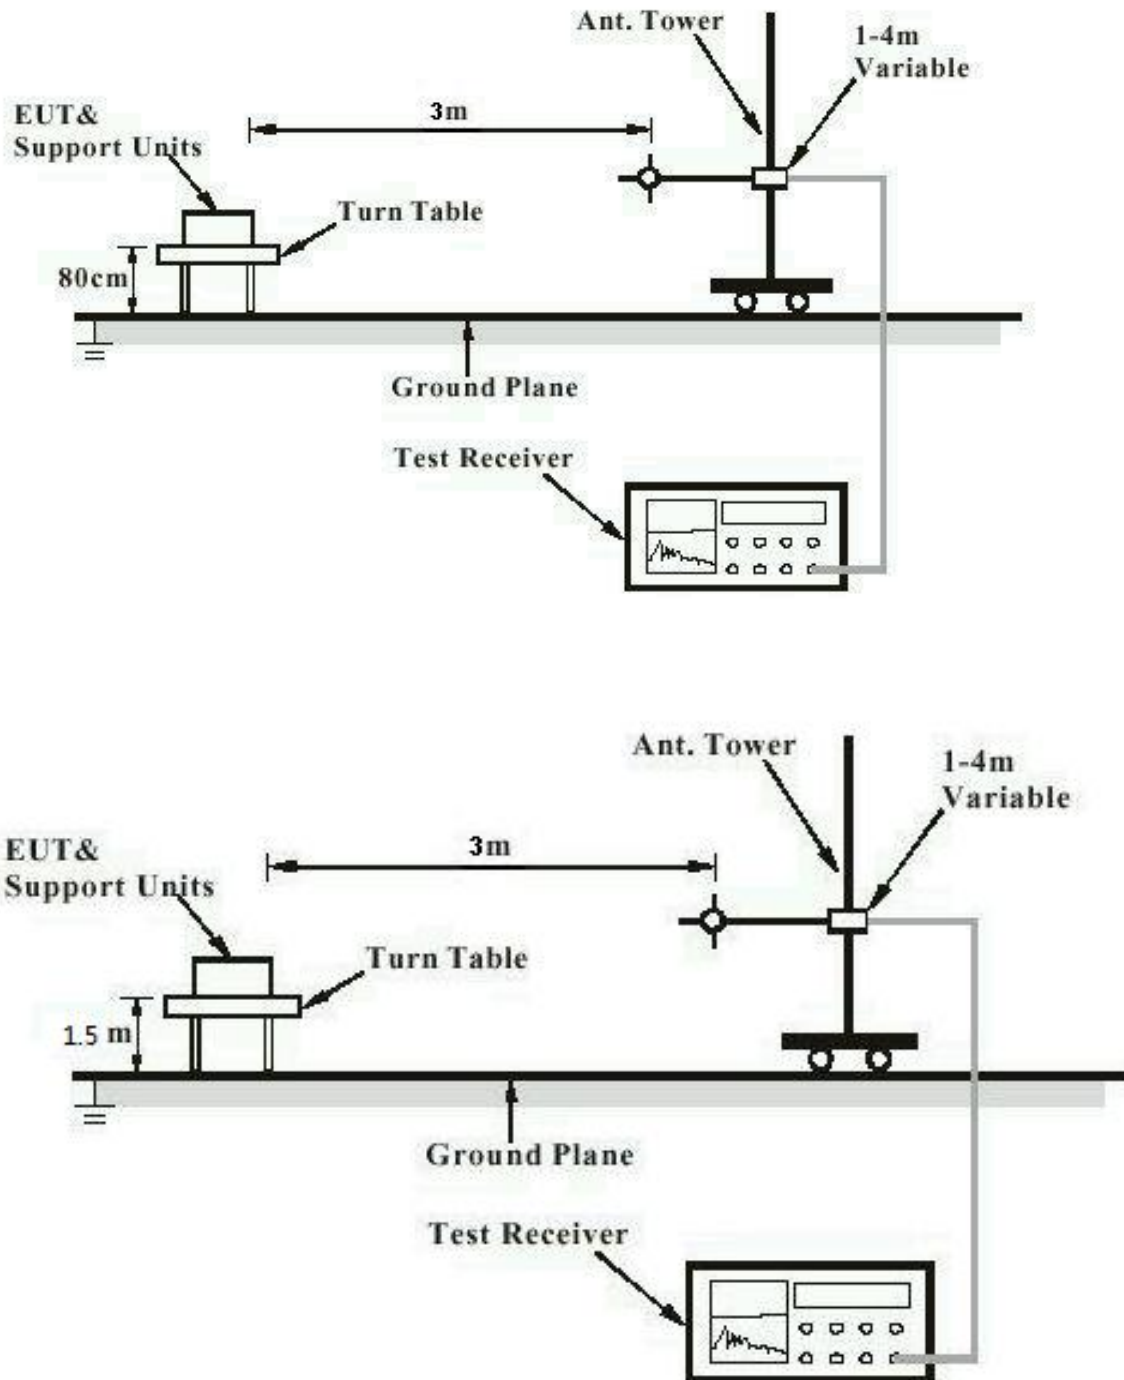 Ant. Tower
1-4m
Variable
3m
EUT&
Support Units
Turn Table
80cm
Ground Plane
Test Receiver
Ant. Tower
1-4m
Variable
3m
EUT&
Support Units
Turn Table
1.5 m
Ground Plane
Test Receiver